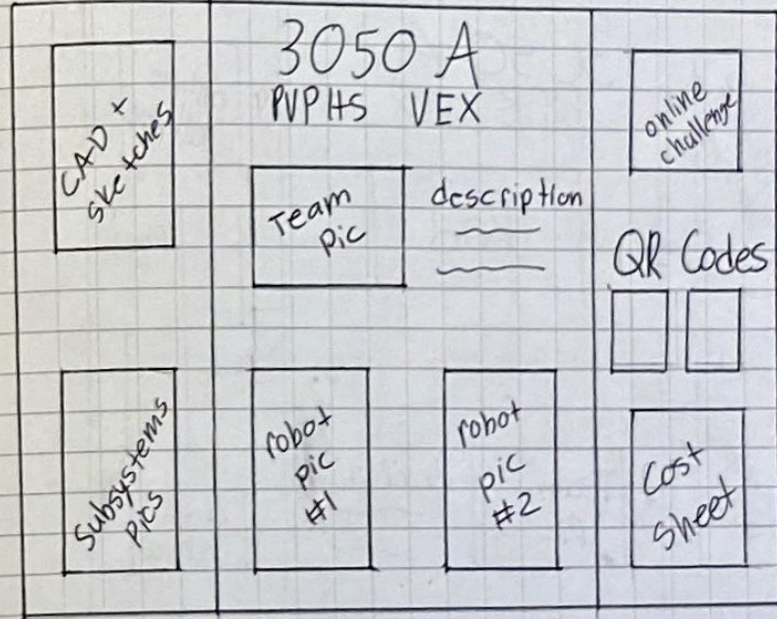 CAD +
sketches
Subsystems
pics
3050 A
PVPHS VEX
Team
pic
description
robot
pic
#1
robot
pic
#2
online
challenge
QR Codes
Cost
Sheet